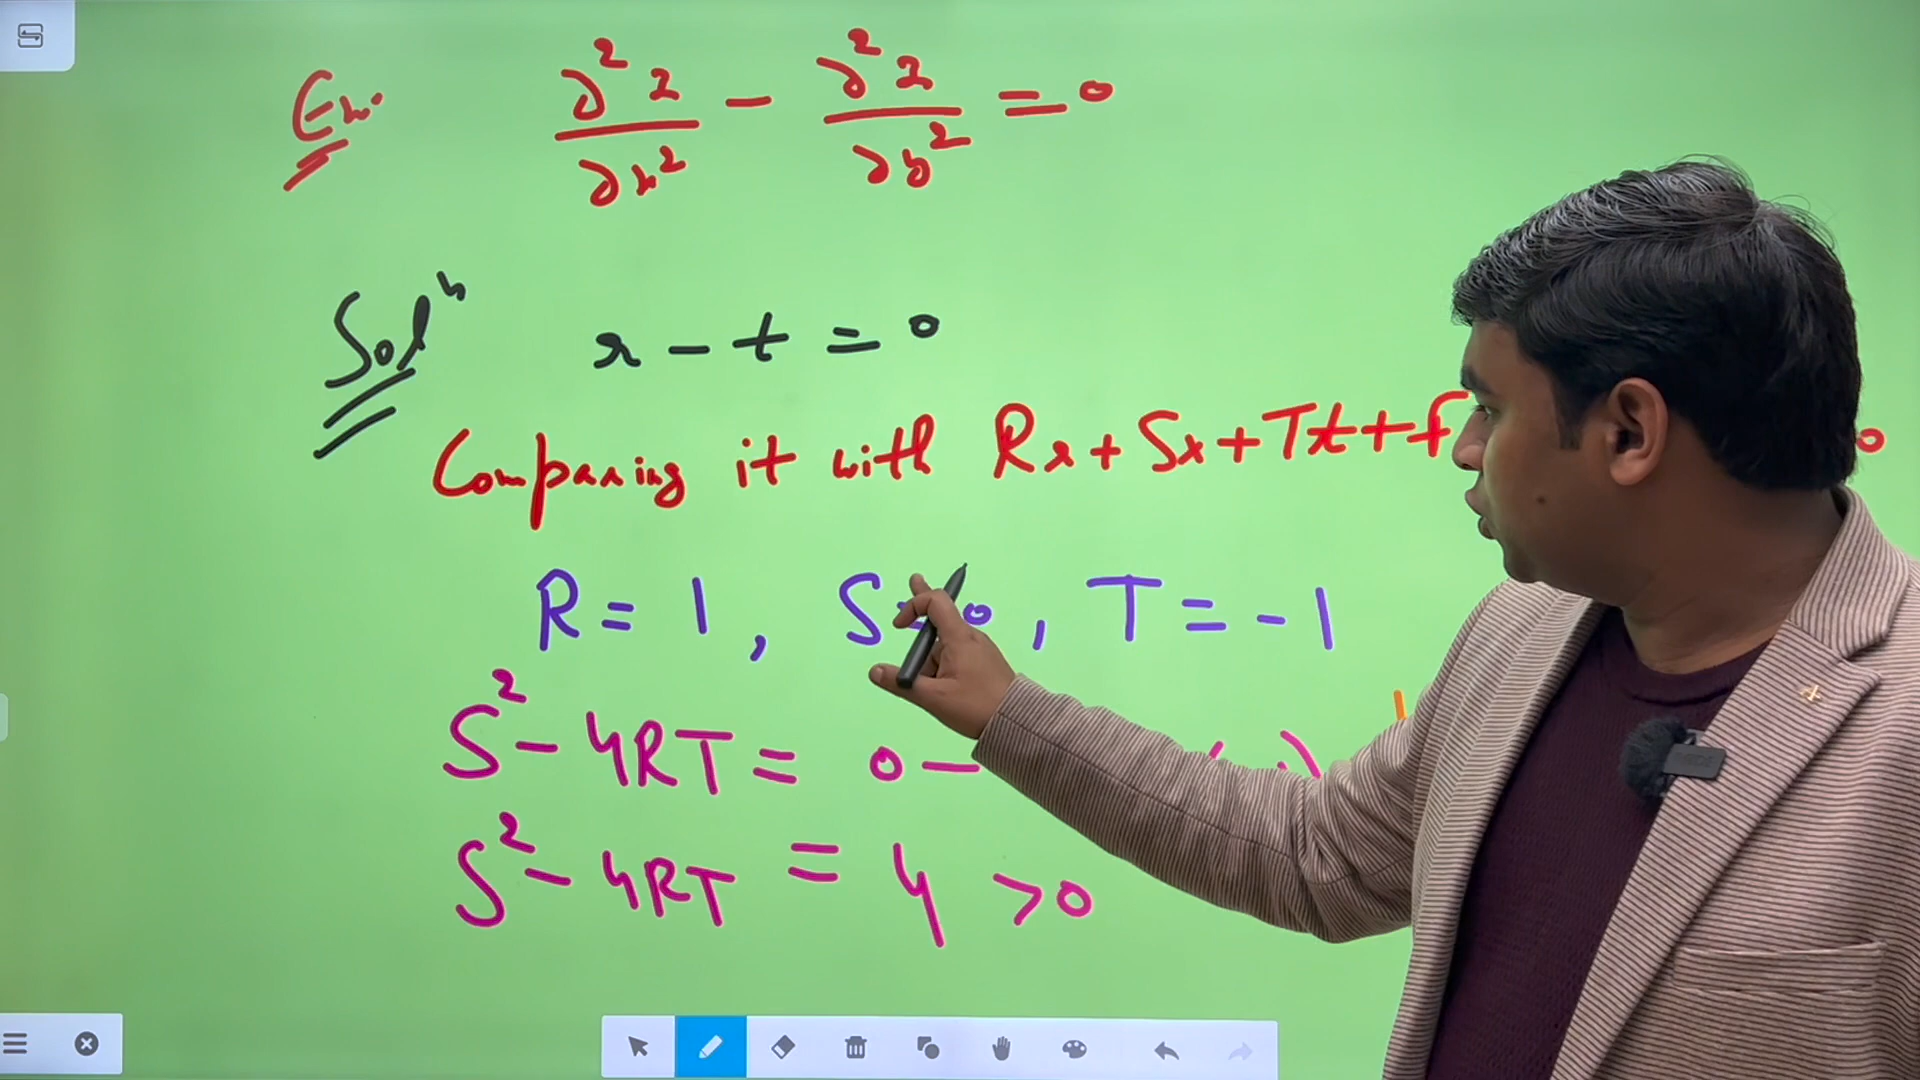 Ex. ∂²z/∂x² - ∂²z/∂y² = 0
Solⁿ r - t = 0
Comparing it with Rr + Ss + Tt + f 0
R = 1, S = 0, T = -1
S² - 4RT = 0 - ( )
S² - 4RT = 4 > 0